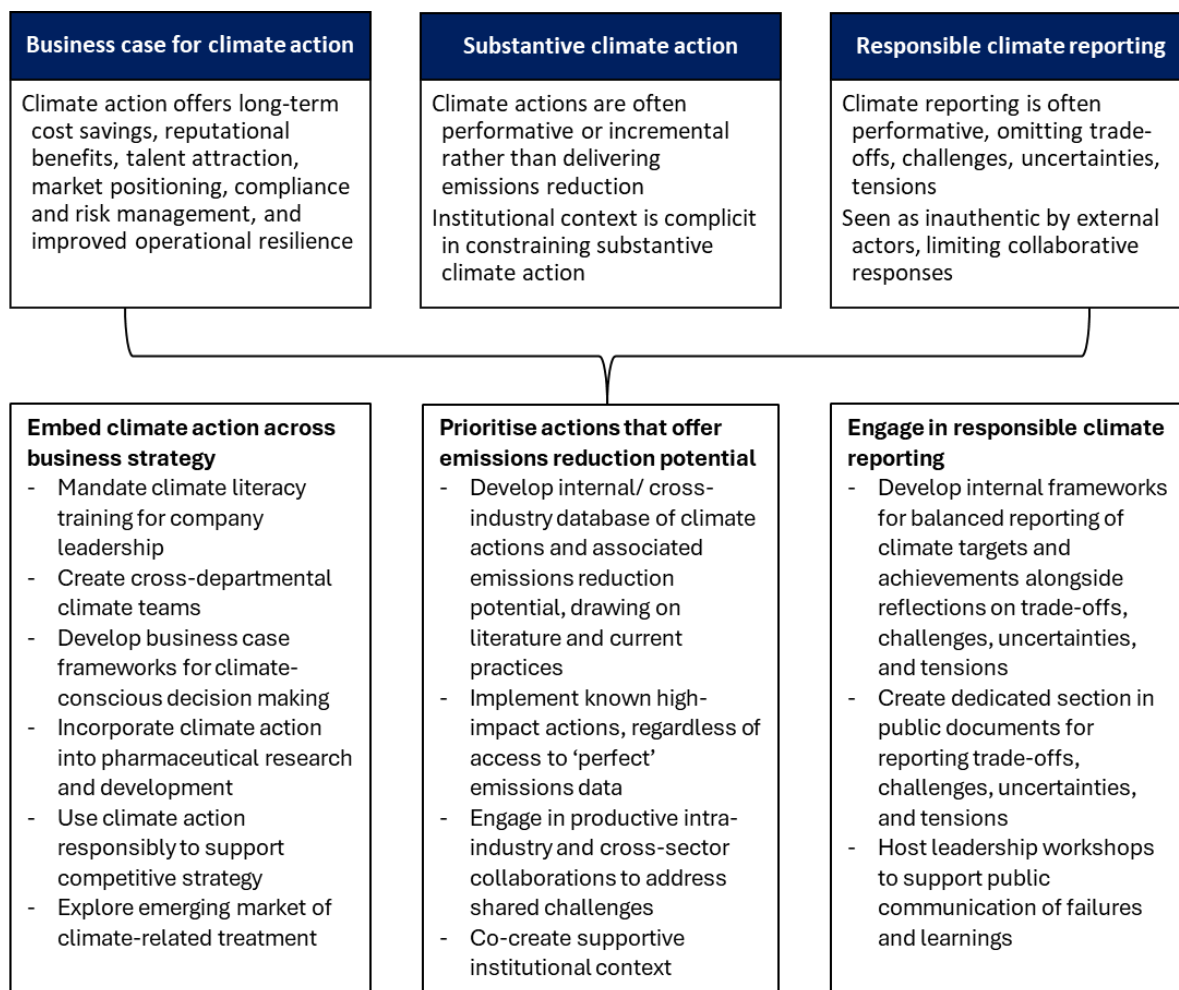 Business case for climate action
Climate action offers long-term
cost savings, reputational
benefits, talent attraction,
market positioning, compliance
and risk management, and
improved operational resilience
Substantive climate action
Climate actions are often
performative or incremental
rather than delivering
emissions reduction
Institutional context is complicit
in constraining substantive
climate action
Responsible climate reporting
Climate reporting is often
performative, omitting trade-
offs, challenges, uncertainties,
tensions
Seen as inauthentic by external
actors, limiting collaborative
responses
Embed climate action across
business strategy
- Mandate climate literacy
training for company
leadership
- Create cross-departmental
climate teams
- Develop business case
frameworks for climate-
conscious decision making
- Incorporate climate action
into pharmaceutical research
and development
- Use climate action
responsibly to support
competitive strategy
- Explore emerging market of
climate-related treatment
Prioritise actions that offer
emissions reduction potential
- Develop internal/ cross-
industry database of climate
actions and associated
emissions reduction
potential, drawing on
literature and current
practices
- Implement known high-
impact actions, regardless of
access to ‘perfect’
emissions data
- Engage in productive intra-
industry and cross-sector
collaborations to address
shared challenges
- Co-create supportive
institutional context
Engage in responsible climate
reporting
- Develop internal frameworks
for balanced reporting of
climate targets and
achievements alongside
reflections on trade-offs,
challenges, uncertainties,
and tensions
- Create dedicated section in
public documents for
reporting trade-offs,
challenges, uncertainties,
and tensions
- Host leadership workshops
to support public
communication of failures
and learnings